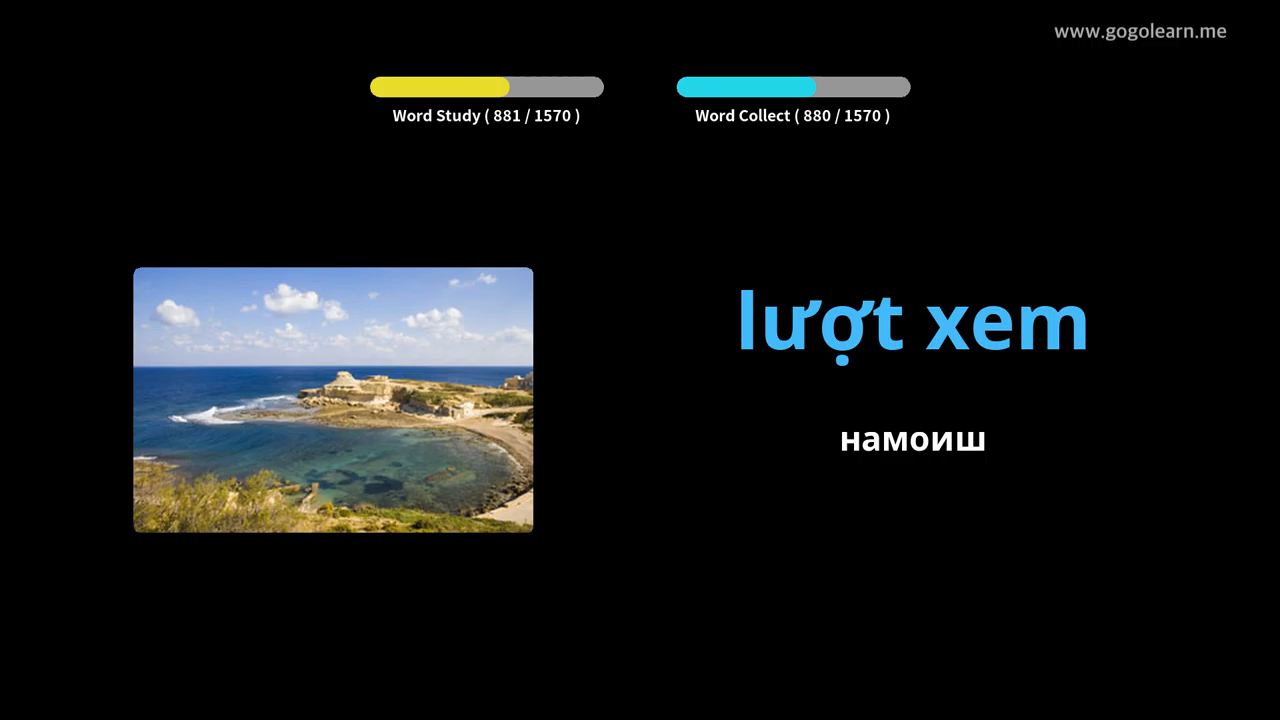 www.gogolearn.me
Word Study ( 881 / 1570 )
Word Collect ( 880 / 1570 )
lượt xem
намоиш